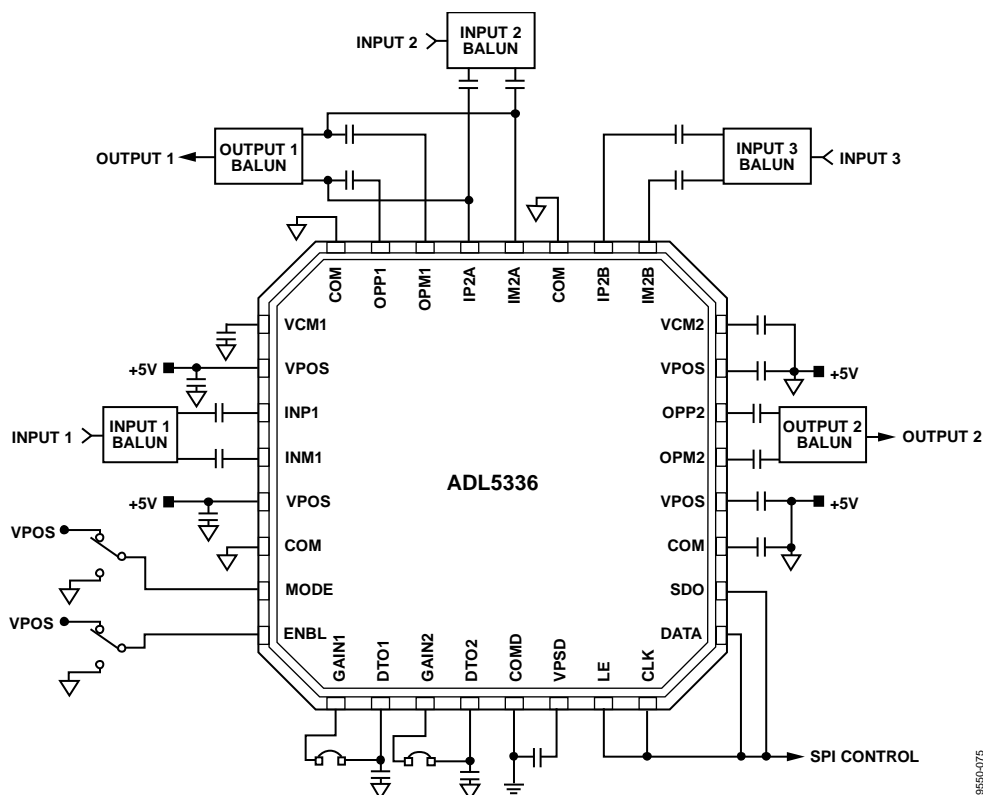 INPUT 2
INPUT 2
BALUN
OUTPUT 1
OUTPUT 1
BALUN
INPUT 3
BALUN
INPUT 3
COM
OPP1
OPM1
IP2A
IM2A
COM
IP2B
IM2B
VCM1
VCM2
+5V
VPOS
VPOS
+5V
INPUT 1
INPUT 1
BALUN
INP1
INM1
OPP2
OPM2
OUTPUT 2
BALUN
OUTPUT 2
ADL5336
+5V
VPOS
VPOS
+5V
COM
COM
VPOS
MODE
SDO
VPOS
ENBL
DATA
GAIN1
DTO1
GAIN2
DTO2
COMD
VPSD
LE
CLK
SPI CONTROL
9550-075